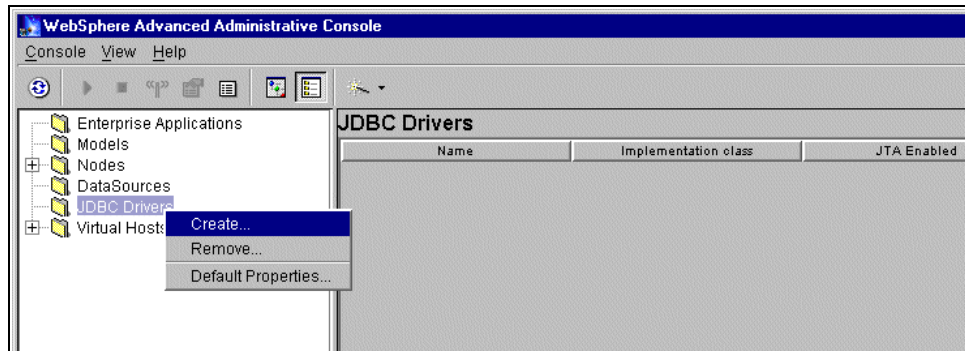 WebSphere Advanced Administrative Console
Console View Help
Enterprise Applications
Models
Nodes
DataSources
JDBC Drivers
Virtual Hosts
Create...
Remove...
Default Properties...
JDBC Drivers
Name Implementation class JTA Enabled